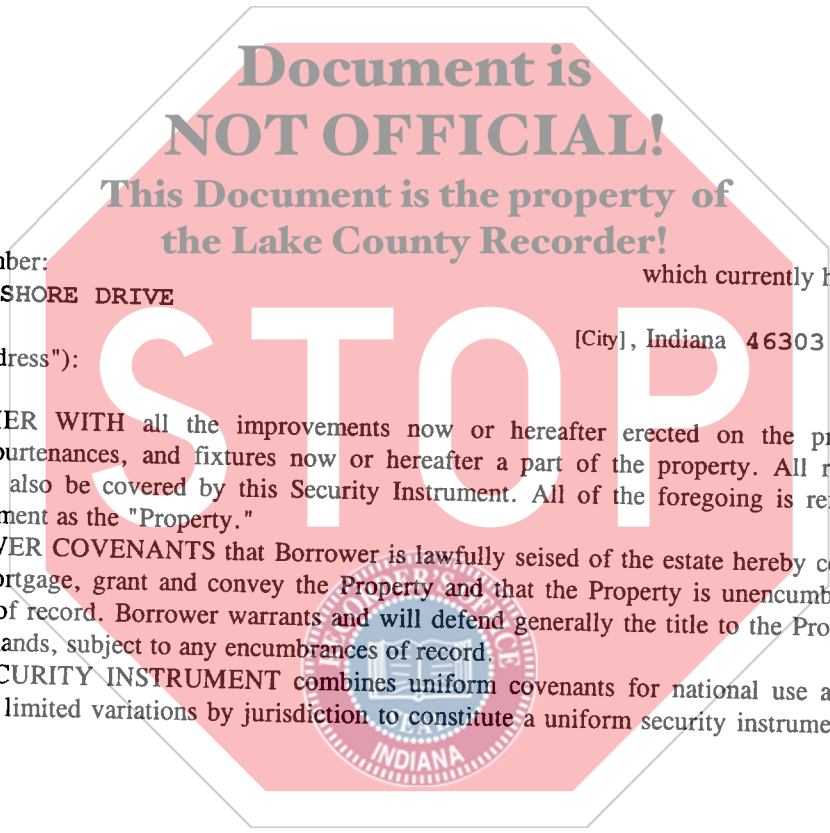 Document is
NOT OFFICIAL!
This Document is the property of
the Lake County Recorder!
mber:
which currently h
SHORE DRIVE
[City], Indiana 46303
dress"):
STOP
ER WITH all the improvements now or hereafter erected on the pr
purtenances, and fixtures now or hereafter a part of the property. All r
also be covered by this Security Instrument. All of the foregoing is re
ment as the "Property."
VER COVENANTS that Borrower is lawfully seised of the estate hereby c
ortgage, grant and convey the Property and that the Property is unencumb
of record. Borrower warrants and will defend generally the title to the Pro
ands, subject to any encumbrances of record.
CURITY INSTRUMENT combines uniform covenants for national use a
limited variations by jurisdiction to constitute a uniform security instrume
RECORDER'S OFFICE
INDIANA